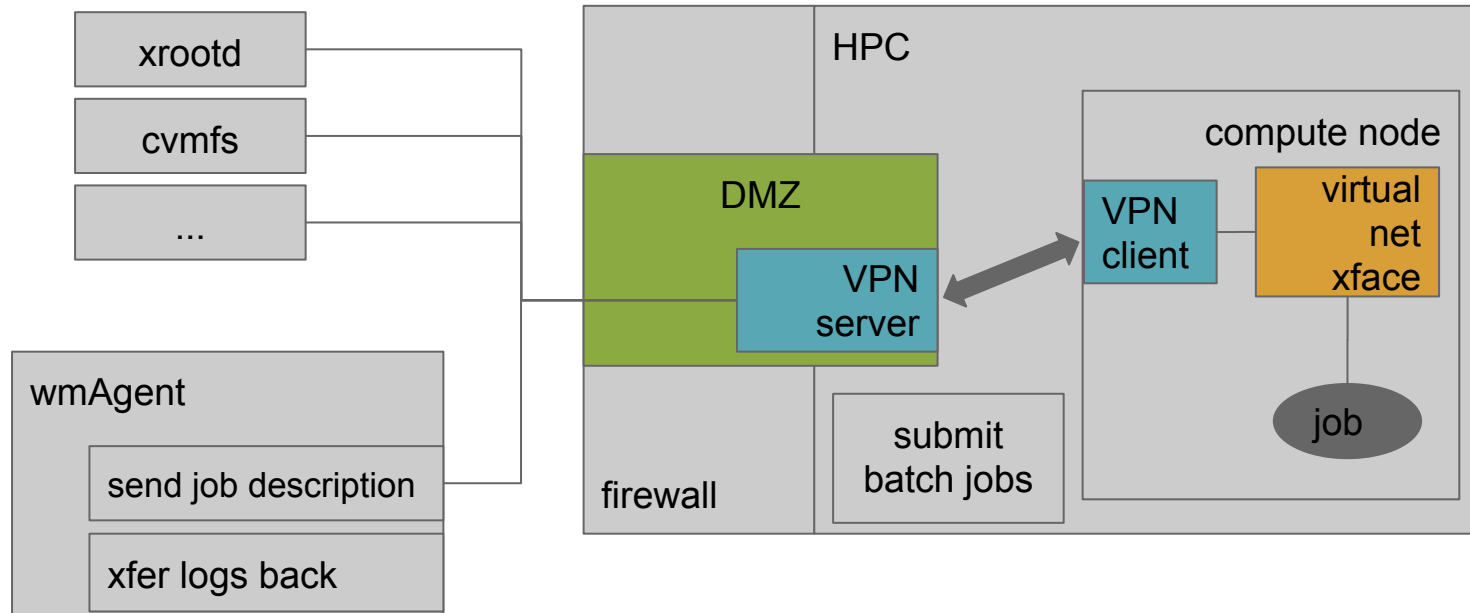 xrootd
cvmfs
...
wmAgent
send job description
xfer logs back
firewall
DMZ
VPN
server
HPC
submit
batch jobs
compute node
VPN
client
virtual
net
xface
job